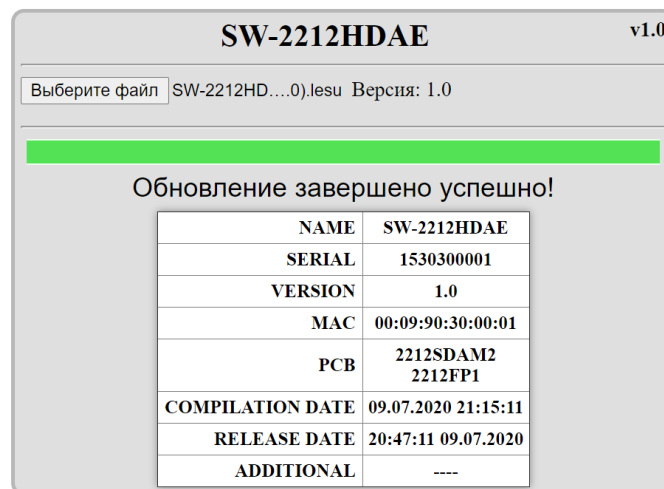 SW-2212HDAE v1.0
Выберите файл SW-2212HD....0).lesu Версия: 1.0
Обновление завершено успешно!
NAME SW-2212HDAE
SERIAL 1530300001
VERSION 1.0
MAC 00:09:90:30:00:01
PCB 2212SDAM2
2212FP1
COMPILATION DATE 09.07.2020 21:15:11
RELEASE DATE 20:47:11 09.07.2020
ADDITIONAL ----